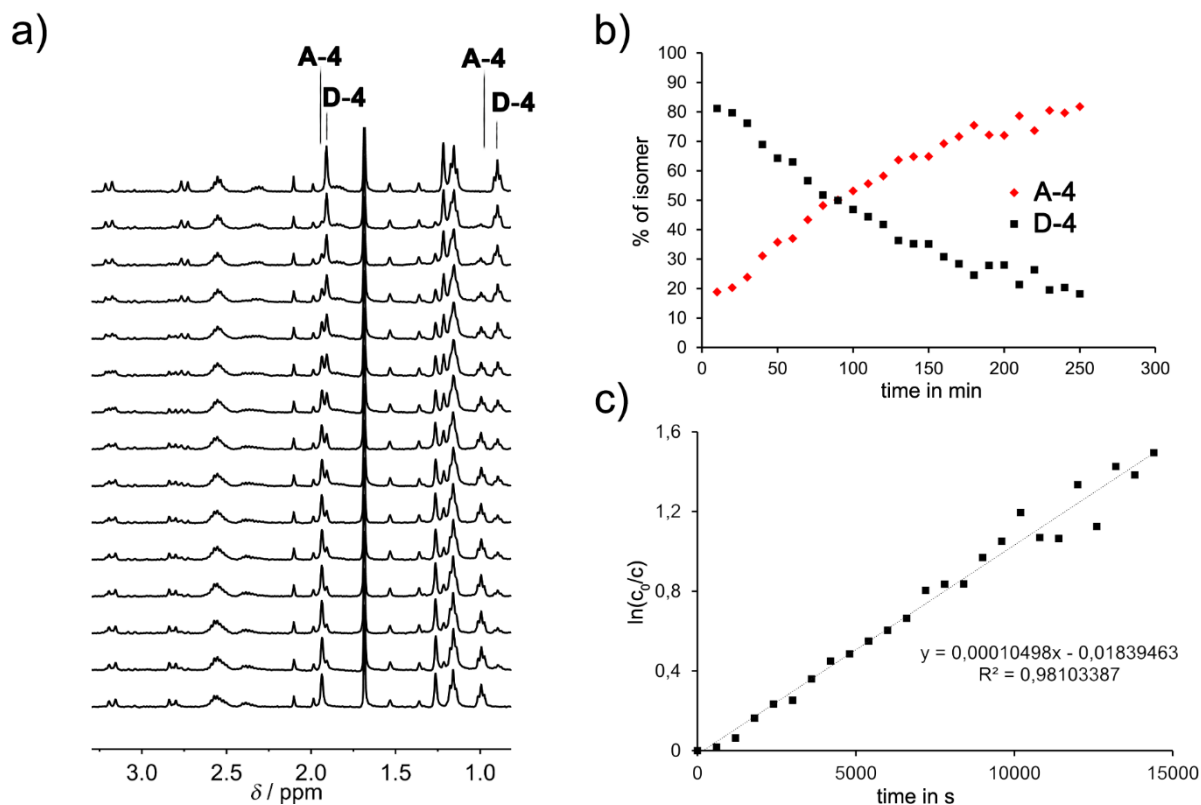 a)
A-4
D-4
A-4
D-4
3.0
2.5
2.0
1.5
1.0
δ / ppm
b)
100
90
80
70
60
50
40
30
20
10
0
% of isomer
A-4
D-4
0
50
100
150
200
250
300
time in min
c)
1,6
1,2
0.8
0.4
0
ln(c₀/c)
y = 0,00010498x - 0,01839463
R² = 0,98103387
0
5000
10000
15000
time in s